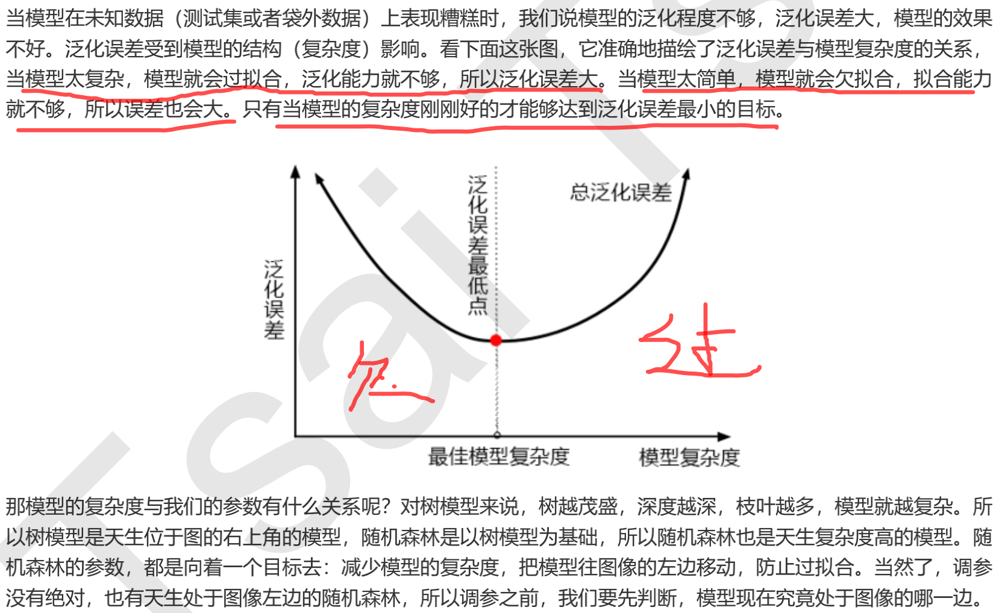 当模型在未知数据（测试集或者袋外数据）上表现糟糕时，我们说模型的泛化程度不够，泛化误差大，模型的效果
不好。泛化误差受到模型的结构（复杂度）影响。看下面这张图，它准确地描绘了泛化误差与模型复杂度的关系，
当模型太复杂，模型就会过拟合，泛化能力就不够，所以泛化误差大。当模型太简单，模型就会欠拟合，拟合能力
就不够，所以误差也会大。只有当模型的复杂度刚刚好的才能够达到泛化误差最小的目标。
泛化误差
泛化误差最低点
总泛化误差
欠
过
最佳模型复杂度
模型复杂度
那模型的复杂度与我们的参数有什么关系呢？对树模型来说，树越茂盛，深度越深，枝叶越多，模型就越复杂。所
以树模型是天生位于图的右上角的模型，随机森林是以树模型为基础，所以随机森林也是天生复杂度高的模型。随
机森林的参数，都是向着一个目标去：减少模型的复杂度，把模型往图像的左边移动，防止过拟合。当然了，调参
没有绝对，也有天生处于图像左边的随机森林，所以调参之前，我们要先判断，模型现在究竟处于图像的哪一边。
Tsai Ts